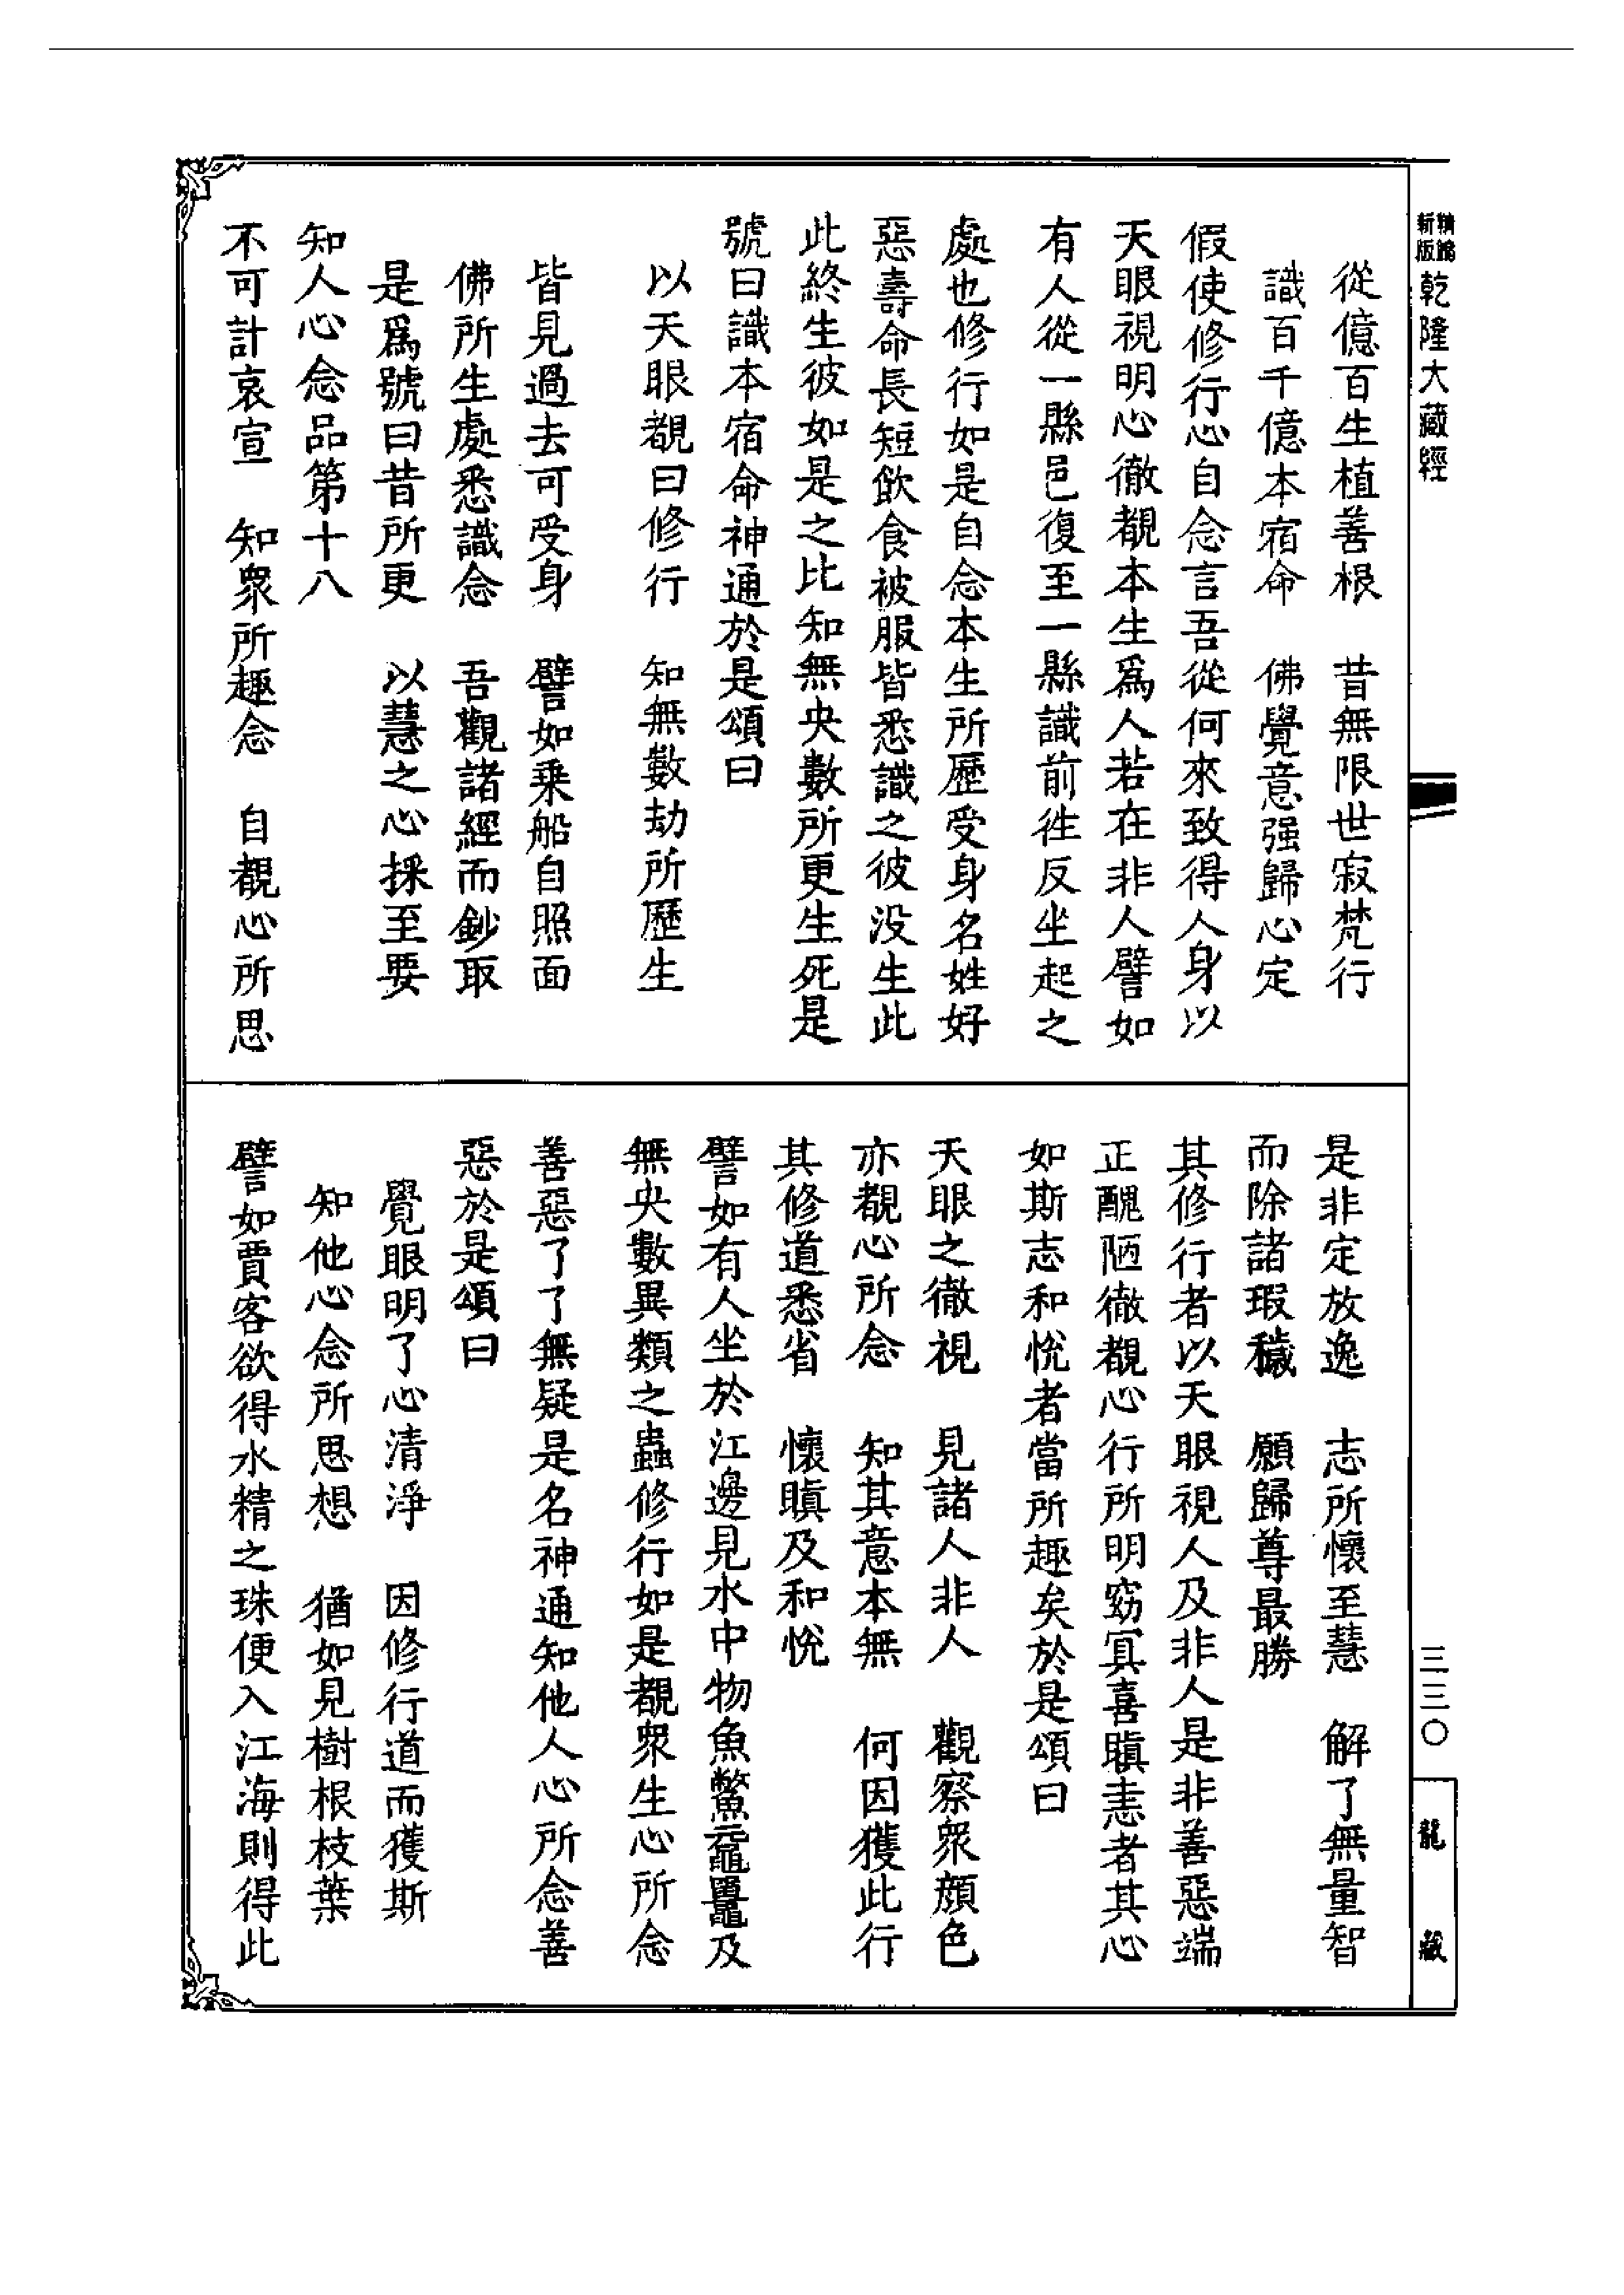 新版
精縮
乾隆大藏經
從億百生植善根　昔無限世寂梵行
識百千億本宿命　佛覺意强歸心定
假使修行心自念言吾從何來致得人身以
天眼視明心徹覩本生爲人若在非人譬如
有人從一縣邑復至一縣識前徃反坐起之
處也修行如是自念本生所歷受身名姓好
惡壽命長短飲食被服皆悉識之彼没生此
此終生彼如是之比知無央數所更生死是
號曰識本宿命神通於是頌曰
以天眼覩曰修行　知無數劫所歷生
皆見過去可受身　譬如乘船自照面
佛所生處悉識念　吾觀諸經而鈔取
是爲號曰昔所更　以慧之心採至要
知人心念品第十八
不可計哀宣　知衆所趣念　自覩心所思
是非定放逸　志所懷至慧　解了無量智
而除諸瑕穢　願歸尊最勝
其修行者以天眼視人及非人是非善惡端
正醜陋徹覩心行所明窈冥喜瞋恚者其心
如斯志和悅者當所趣矣於是頌曰
天眼之徹視　見諸人非人　觀察衆顏色
亦覩心所念　知其意本無　何因獲此行
其修道悉省　懷瞋及和悅
譬如有人坐於江邊見水中物魚鱉黿鼉及
無央數異類之蟲修行如是覩衆生心所念
善惡了了無疑是名神通知他人心所念善
惡於是頌曰
覺眼明了心清淨　因修行道而獲斯
知他心念所思想　猶如見樹根枝葉
譬如賈客欲得水精之珠便入江海則得此
三三〇
龍藏